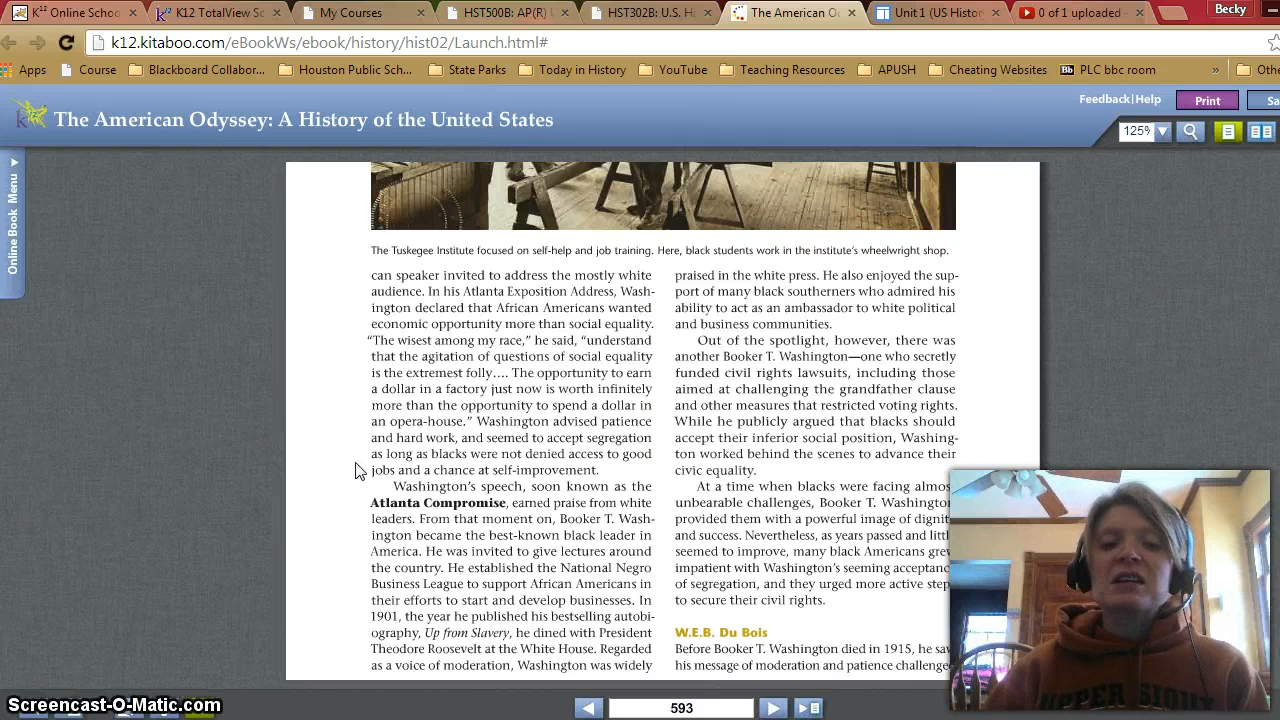 K12 Online Schoo
K12 TotalView Sc
My Courses
HST500B: AP(R) U
HST302B: U.S. Hi
The American Od
Unit 1 (US Histo
0 of 1 uploaded -
Becky
k12.kitaboo.com/eBookWs/ebook/history/hist02/Launch.html#
Apps
Course
Blackboard Collabor...
Houston Public Sch...
State Parks
Today in History
YouTube
Teaching Resources
APUSH
Cheating Websites
Bb PLC bbc room
»
Othe
Feedback|Help
Print
Sa
The American Odyssey: A History of the United States
125%
Online Book Menu
The Tuskegee Institute focused on self-help and job training. Here, black students work in the institute's wheelwright shop.
can speaker invited to address the mostly white
audience. In his Atlanta Exposition Address, Wash-
ington declared that African Americans wanted
economic opportunity more than social equality.
"The wisest among my race," he said, "understand
that the agitation of questions of social equality
is the extremest folly.... The opportunity to earn
a dollar in a factory just now is worth infinitely
more than the opportunity to spend a dollar in
an opera-house." Washington advised patience
and hard work, and seemed to accept segregation
as long as blacks were not denied access to good
jobs and a chance at self-improvement.
Washington's speech, soon known as the
Atlanta Compromise, earned praise from white
leaders. From that moment on, Booker T. Wash-
ington became the best-known black leader in
America. He was invited to give lectures around
the country. He established the National Negro
Business League to support African Americans in
their efforts to start and develop businesses. In
1901, the year he published his bestselling autobi-
ography, Up from Slavery, he dined with President
Theodore Roosevelt at the White House. Regarded
as a voice of moderation, Washington was widely
praised in the white press. He also enjoyed the sup-
port of many black southerners who admired his
ability to act as an ambassador to white political
and business communities.
Out of the spotlight, however, there was
another Booker T. Washington—one who secretly
funded civil rights lawsuits, including those
aimed at challenging the grandfather clause
and other measures that restricted voting rights.
While he publicly argued that blacks should
accept their inferior social position, Washing-
ton worked behind the scenes to advance their
civic equality.
At a time when blacks were facing almos
unbearable challenges, Booker T. Washington
provided them with a powerful image of dignit
and success. Nevertheless, as years passed and littl
seemed to improve, many black Americans grew
impatient with Washington's seeming acceptanc
of segregation, and they urged more active step
to secure their civil rights.
W.E.B. Du Bois
Before Booker T. Washington died in 1915, he saw
his message of moderation and patience challenge
593
UPPER SIOUX
Screencast-O-Matic.com